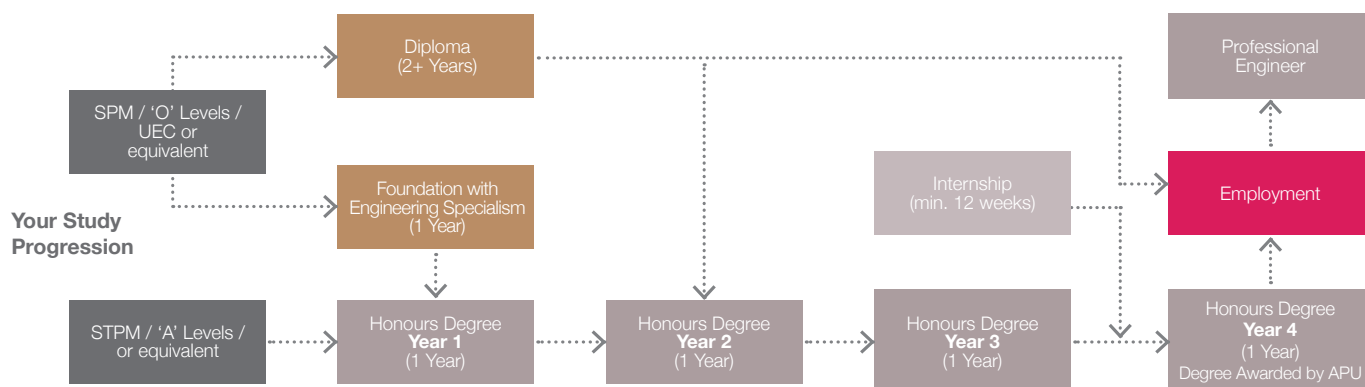 Your Study
Progression
SPM / ‘O’ Levels /
UEC or
equivalent
STPM / ‘A’ Levels /
or equivalent
Diploma
(2+ Years)
Foundation with
Engineering Specialism
(1 Year)
Honours Degree
Year 1
(1 Year)
Honours Degree
Year 2
(1 Year)
Internship
(min. 12 weeks)
Honours Degree
Year 3
(1 Year)
Professional
Engineer
Employment
Honours Degree
Year 4
(1 Year)
Degree Awarded by APU